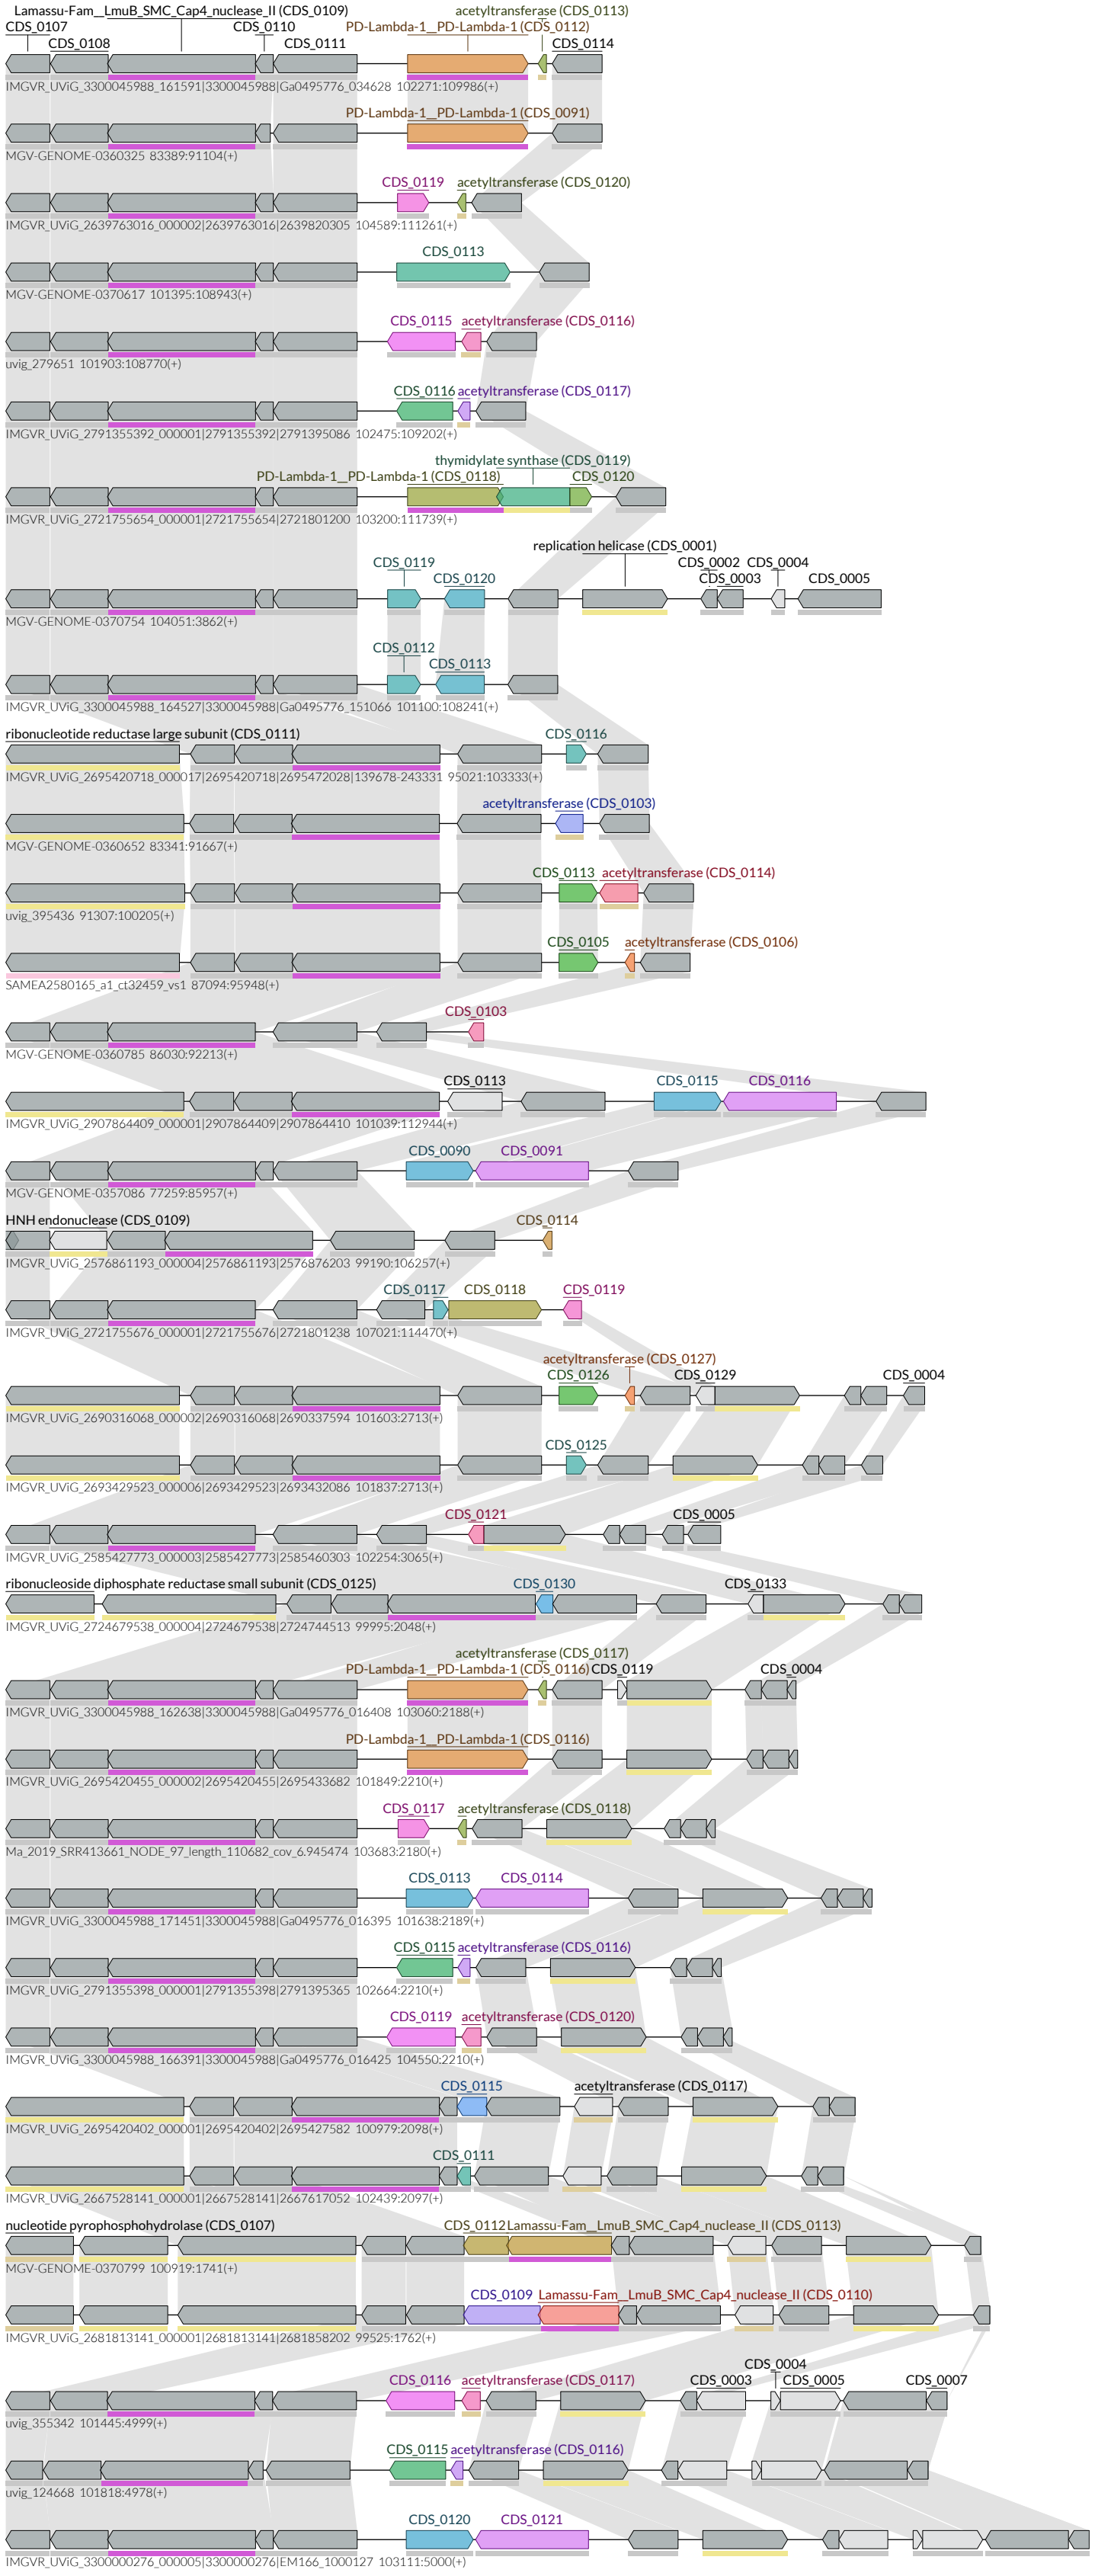 Lamassu-Fam__LmuB_SMC_Cap4_nuclease_II (CDS_0109) acetyltransferase (CDS_0113)
CDS_0107 CDS_0110 PD-Lambda-1__PD-Lambda-1 (CDS_0112)
CDS_0108 CDS_0111 CDS_0114
IMGVR_UViG_3300045988_161591|3300045988|Ga0495776_034628 102271:109986(+)
PD-Lambda-1__PD-Lambda-1 (CDS_0091)
MGV-GENOME-0360325 83389:91104(+)
CDS_0119 acetyltransferase (CDS_0120)
IMGVR_UViG_2639763016_000002|2639763016|2639820305 104589:111261(+)
CDS_0113
MGV-GENOME-0370617 101395:108943(+)
CDS_0115 acetyltransferase (CDS_0116)
uvig_279651 101903:108770(+)
CDS_0116 acetyltransferase (CDS_0117)
IMGVR_UViG_2791355392_000001|2791355392|2791395086 102475:109202(+)
thymidylate synthase (CDS_0119)
PD-Lambda-1__PD-Lambda-1 (CDS_0118) CDS_0120
IMGVR_UViG_2721755654_000001|2721755654|2721801200 103200:111739(+)
replication helicase (CDS_0001)
CDS_0119 CDS_0002 CDS_0004
CDS_0120 CDS_0003 CDS_0005
MGV-GENOME-0370754 104051:3862(+)
CDS_0112
CDS_0113
IMGVR_UViG_3300045988_164527|3300045988|Ga0495776_151066 101100:108241(+)
ribonucleotide reductase large subunit (CDS_0111) CDS_0116
IMGVR_UViG_2695420718_000017|2695420718|2695472028|139678-243331 95021:103333(+)
acetyltransferase (CDS_0103)
MGV-GENOME-0360652 83341:91667(+)
CDS_0113 acetyltransferase (CDS_0114)
uvig_395436 91307:100205(+)
CDS_0105 acetyltransferase (CDS_0106)
SAMEA2580165_a1_ct32459_vs1 87094:95948(+)
CDS_0103
MGV-GENOME-0360785 86030:92213(+)
CDS_0113 CDS_0115 CDS_0116
IMGVR_UViG_2907864409_000001|2907864409|2907864410 101039:112944(+)
CDS_0090 CDS_0091
MGV-GENOME-0357086 77259:85957(+)
HNH endonuclease (CDS_0109) CDS_0114
IMGVR_UViG_2576861193_000004|2576861193|2576876203 99190:106257(+)
CDS_0117 CDS_0118 CDS_0119
IMGVR_UViG_2721755676_000001|2721755676|2721801238 107021:114470(+)
acetyltransferase (CDS_0127)
CDS_0126 CDS_0129 CDS_0004
IMGVR_UViG_2690316068_000002|2690316068|2690337594 101603:2713(+)
CDS_0125
IMGVR_UViG_2693429523_000006|2693429523|2693432086 101837:2713(+)
CDS_0121 CDS_0005
IMGVR_UViG_2585427773_000003|2585427773|2585460303 102254:3065(+)
ribonucleoside diphosphate reductase small subunit (CDS_0125) CDS_0130 CDS_0133
IMGVR_UViG_2724679538_000004|2724679538|2724744513 99995:2048(+)
acetyltransferase (CDS_0117)
PD-Lambda-1__PD-Lambda-1 (CDS_0116) CDS_0119 CDS_0004
IMGVR_UViG_3300045988_162638|3300045988|Ga0495776_016408 103060:2188(+)
PD-Lambda-1__PD-Lambda-1 (CDS_0116)
IMGVR_UViG_2695420455_000002|2695420455|2695433682 101849:2210(+)
CDS_0117 acetyltransferase (CDS_0118)
Ma_2019_SRR413661_NODE_97_length_110682_cov_6.945474 103683:2180(+)
CDS_0113 CDS_0114
IMGVR_UViG_3300045988_171451|3300045988|Ga0495776_016395 101638:2189(+)
CDS_0115 acetyltransferase (CDS_0116)
IMGVR_UViG_2791355398_000001|2791355398|2791395365 102664:2210(+)
CDS_0119 acetyltransferase (CDS_0120)
IMGVR_UViG_3300045988_166391|3300045988|Ga0495776_016425 104550:2210(+)
CDS_0115 acetyltransferase (CDS_0117)
IMGVR_UViG_2695420402_000002|2695420402|2695427582 100979:2098(+)
CDS_0111
IMGVR_UViG_2667528141_000001|2667528141|2667617052 102439:2097(+)
nucleotide pyrophosphohydrolase (CDS_0107) CDS_0112 Lamassu-Fam__LmuB_SMC_Cap4_nuclease_II (CDS_0113)
MGV-GENOME-0370799 100919:1741(+)
CDS_0109 Lamassu-Fam__LmuB_SMC_Cap4_nuclease_II (CDS_0110)
IMGVR_UViG_2681813141_000001|2681813141|2681858202 99525:1762(+)
CDS_0004
CDS_0116 acetyltransferase (CDS_0117) CDS_0003 CDS_0005 CDS_0007
uvig_355342 101445:4999(+)
CDS_0115 acetyltransferase (CDS_0116)
uvig_124668 101818:4978(+)
CDS_0120 CDS_0121
IMGVR_UViG_3300000276_000005|3300000276|EM166_1000127 103111:5000(+)